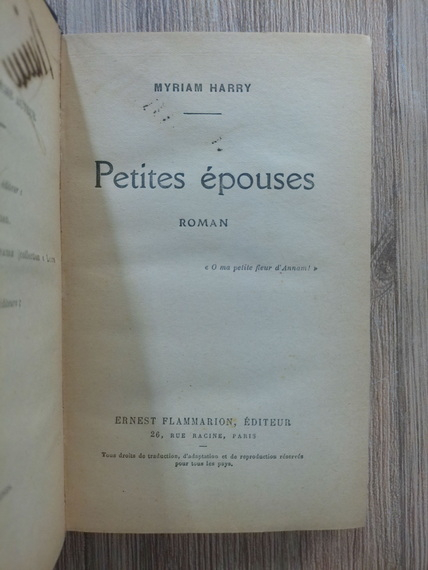 MYRIAM HARRY
Petites épouses
ROMAN
« O ma petite fleur d'Annam! »
ERNEST FLAMMARION, ÉDITEUR
26, RUE RACINE, PARIS
Tous droits de traduction, d'adaptation et de reproduction réservés
pour tous les pays.